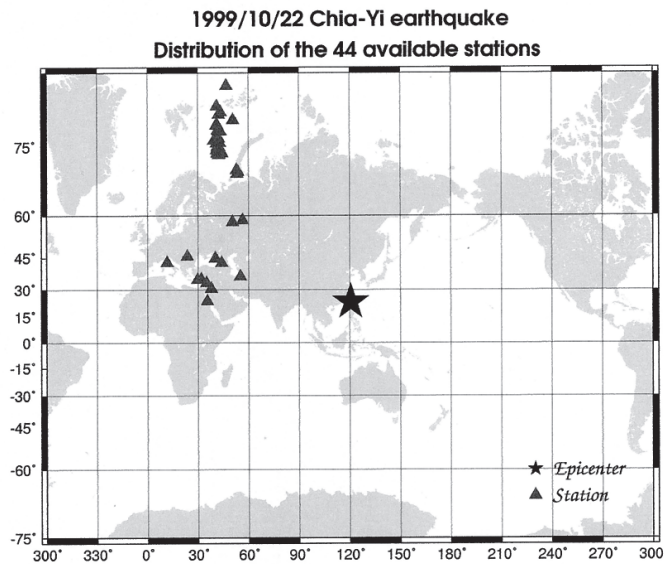 1999/10/22 Chia-Yi earthquake
Distribution of the 44 available stations
75°
60°
45°
30°
15°
0°
-15°
-30°
-45°
-60°
-75°
Epicenter
Station
300° 330° 0° 30° 60° 90° 120° 150° 180° 210° 240° 270° 300